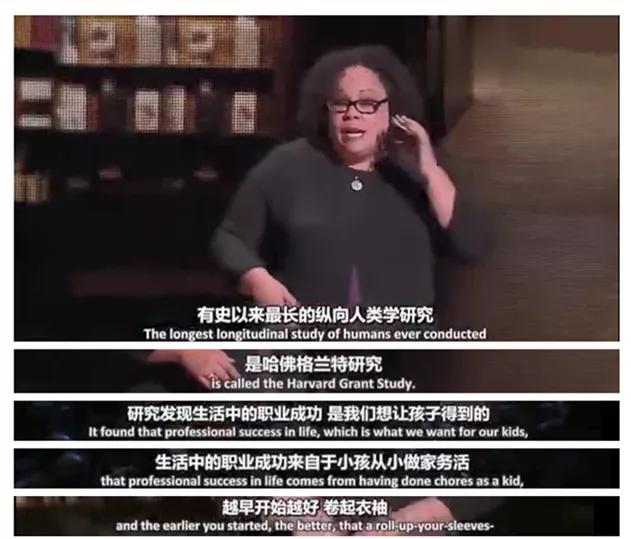 有史以来最长的纵向人类学研究
The longest longitudinal study of humans ever conducted
是哈佛格兰特研究
is called the Harvard Grant Study.
研究发现生活中的职业成功 是我们想让孩子得到的
It found that professional success in life, which is what we want for our kids,
生活中的职业成功来自于小孩从小做家务活
that professional success in life comes from having done chores as a kid,
越早开始越好 卷起衣袖
and the earlier you started, the better, that a roll-up-your-sleeves-